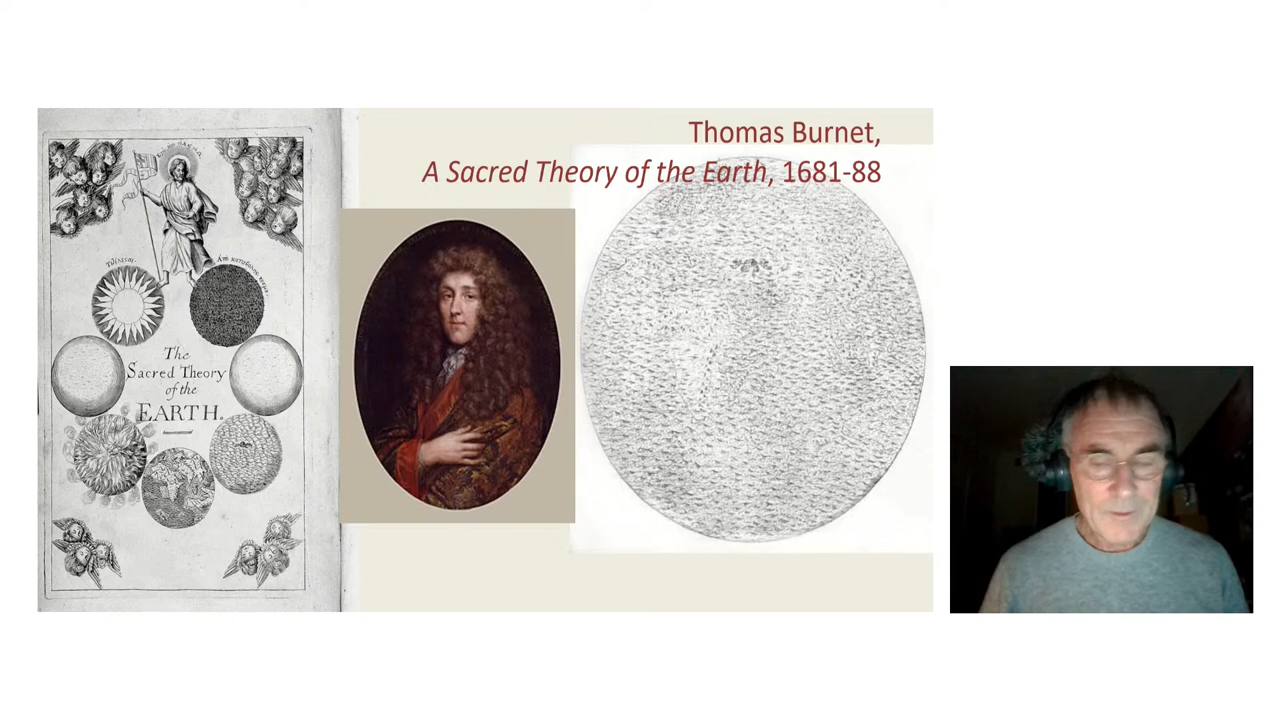 Thomas Burnet,
A Sacred Theory of the Earth, 1681-88
The
Sacred Theory
of the
EARTH.